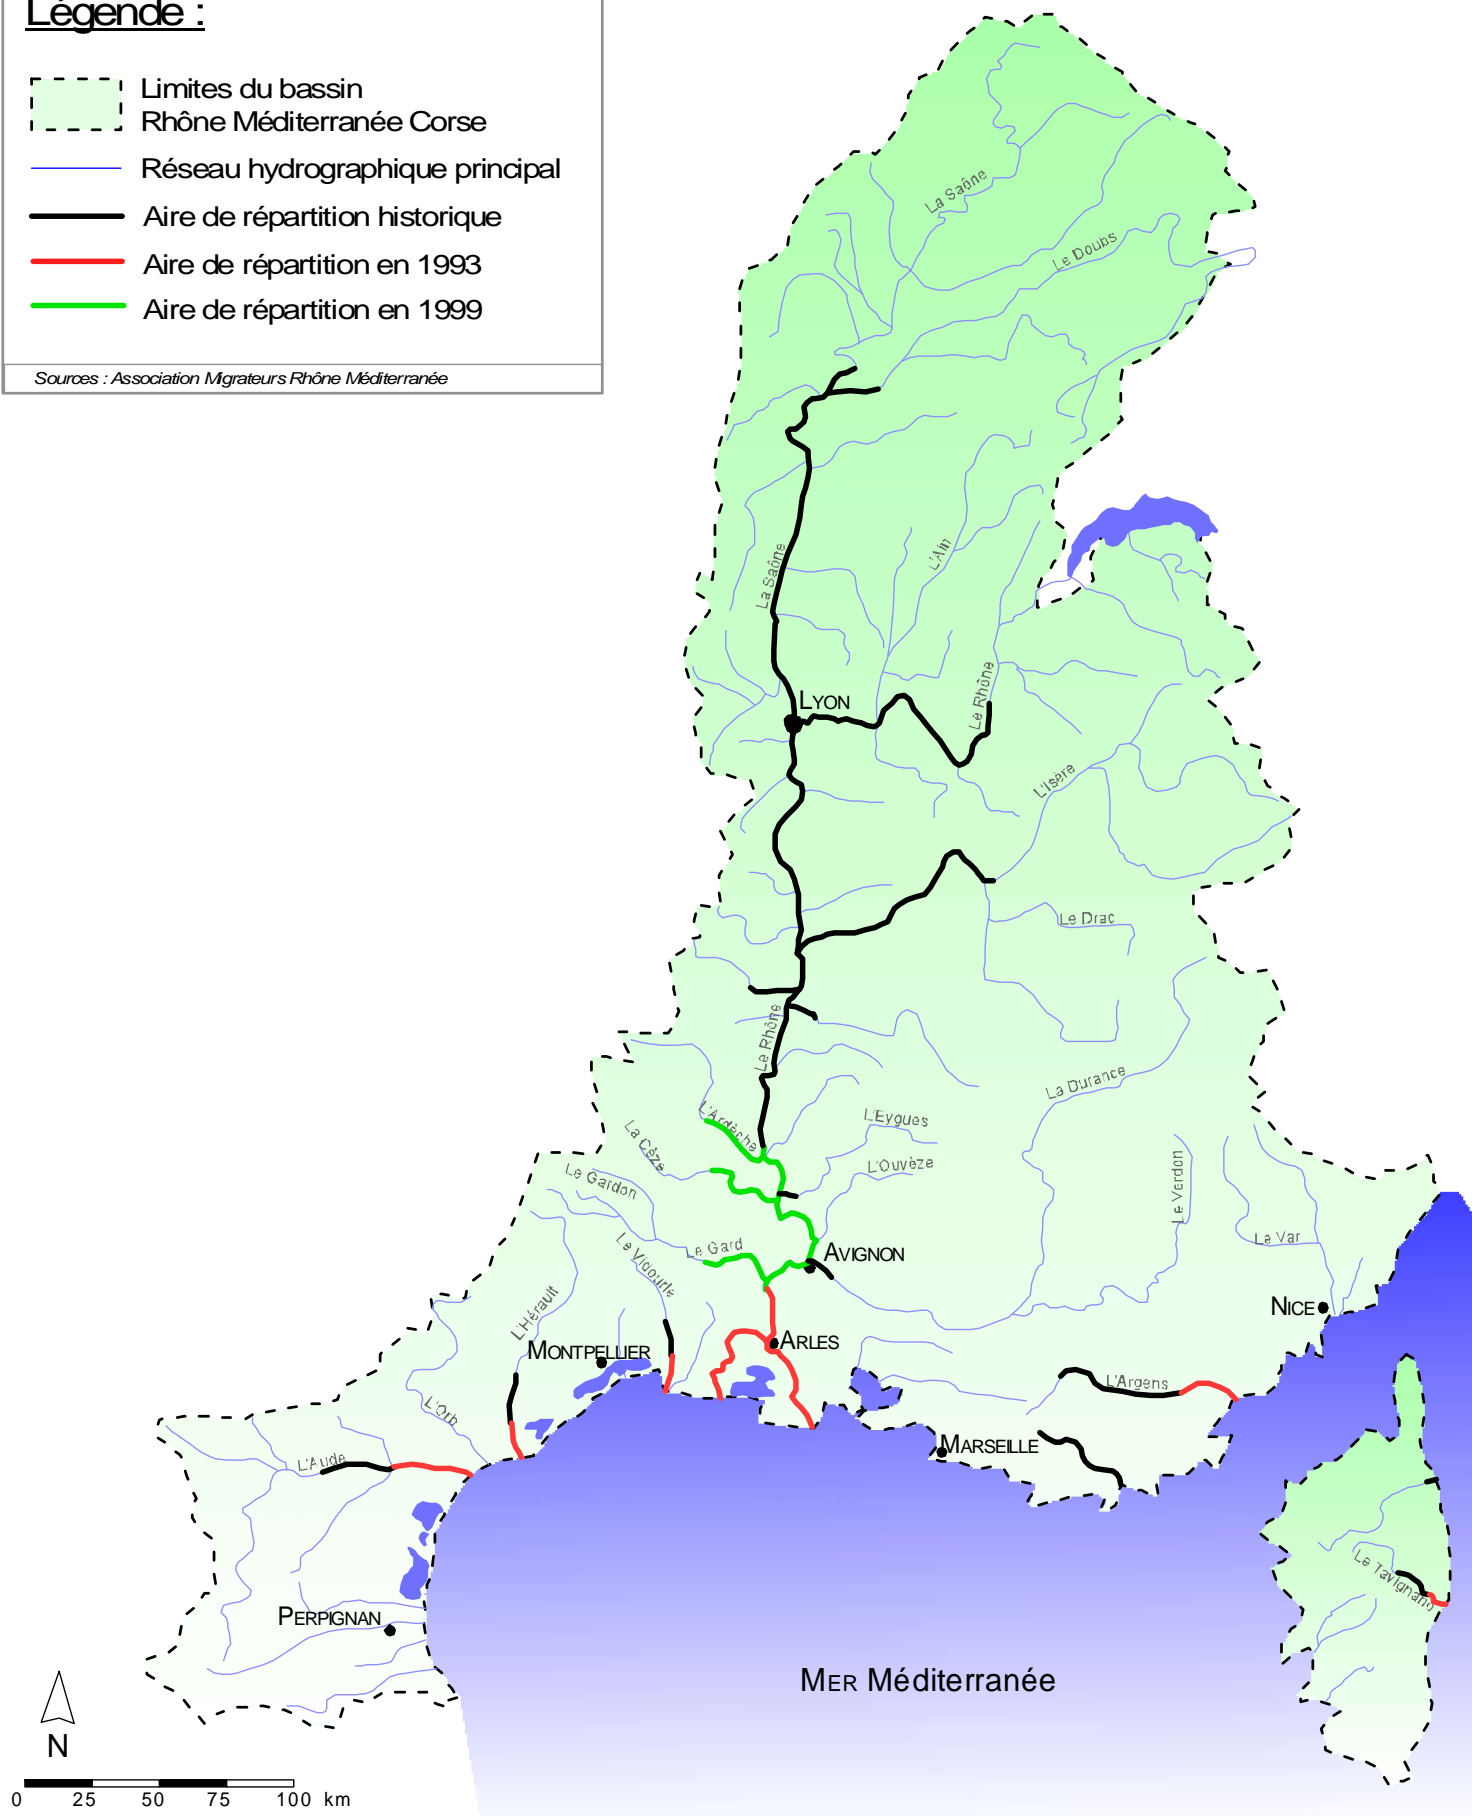 Légende :
Limites du bassin
Rhône Méditerranée Corse
Réseau hydrographique principal
Aire de répartition historique
Aire de répartition en 1993
Aire de répartition en 1999
Sources : Association Migrateurs Rhône Méditerranée
La Saône
Le Doubs
La Saône
L'Ain
Le Rhône
LYON
L'Isère
Le Drac
Le Rhône
La Durance
L'Ardèche
L'Eygues
La Cèze
L'Ouvèze
Le Gardon
Le Verdon
Le Gard
Le Vidourle
AVIGNON
Le Var
NICE
L'Hérault
MONTPELLIER
ARLES
L'Argens
L'Orb
MARSEILLE
L'Aude
Le Tavignano
PERPIGNAN
MER Méditerranée
N
0 25 50 75 100 km